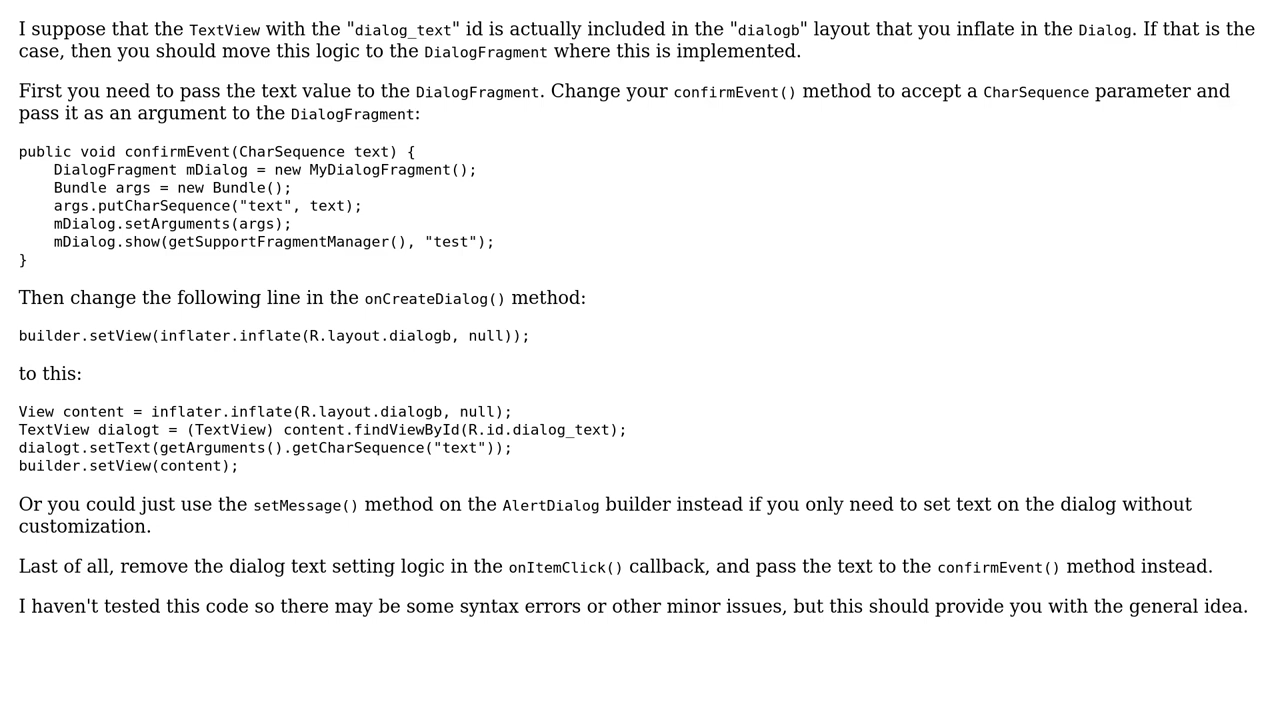 I suppose that the TextView with the "dialog_text" id is actually included in the "dialogb" layout that you inflate in the Dialog. If that is the
case, then you should move this logic to the DialogFragment where this is implemented.
First you need to pass the text value to the DialogFragment. Change your confirmEvent() method to accept a CharSequence parameter and
pass it as an argument to the DialogFragment:
public void confirmEvent(CharSequence text) {
    DialogFragment mDialog = new MyDialogFragment();
    Bundle args = new Bundle();
    args.putCharSequence("text", text);
    mDialog.setArguments(args);
    mDialog.show(getSupportFragmentManager(), "test");
}
Then change the following line in the onCreateDialog() method:
builder.setView(inflater.inflate(R.layout.dialogb, null));
to this:
View content = inflater.inflate(R.layout.dialogb, null);
TextView dialogt = (TextView) content.findViewById(R.id.dialog_text);
dialogt.setText(getArguments().getCharSequence("text"));
builder.setView(content);
Or you could just use the setMessage() method on the AlertDialog builder instead if you only need to set text on the dialog without
customization.
Last of all, remove the dialog text setting logic in the onItemClick() callback, and pass the text to the confirmEvent() method instead.
I haven't tested this code so there may be some syntax errors or other minor issues, but this should provide you with the general idea.